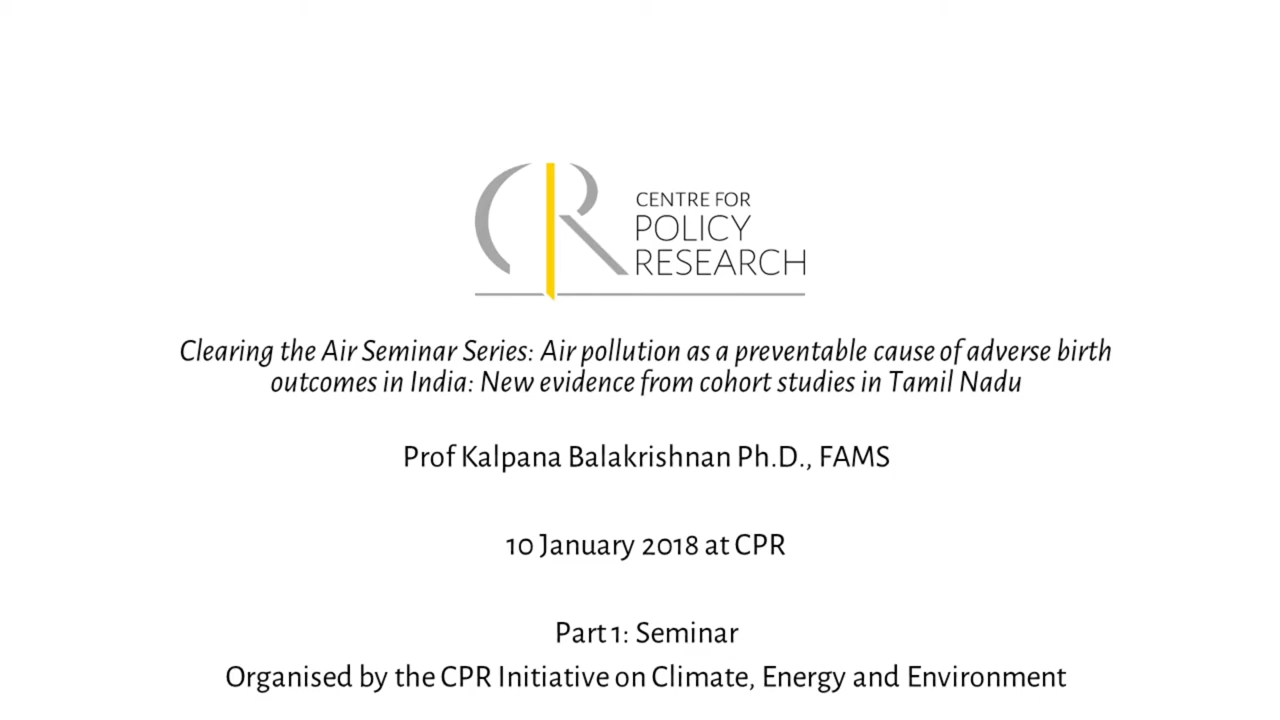 CENTRE FOR
POLICY
RESEARCH
Clearing the Air Seminar Series: Air pollution as a preventable cause of adverse birth
outcomes in India: New evidence from cohort studies in Tamil Nadu
Prof Kalpana Balakrishnan Ph.D., FAMS
10 January 2018 at CPR
Part 1: Seminar
Organised by the CPR Initiative on Climate, Energy and Environment